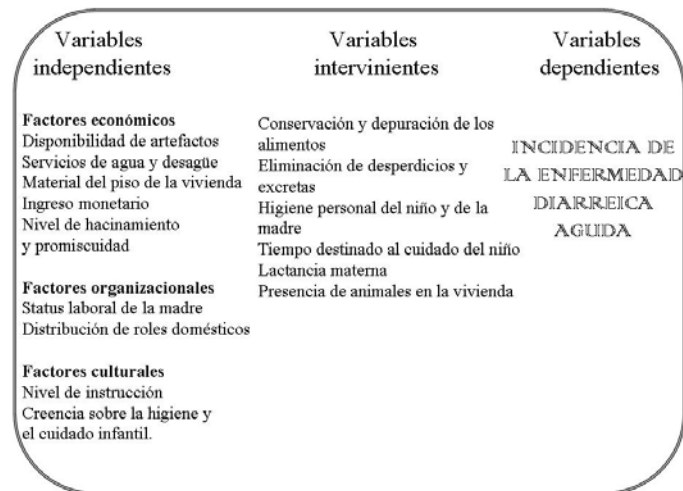 Variables
independientes
Factores económicos
Disponibilidad de artefactos
Servicios de agua y desagüe
Material del piso de la vivienda
Ingreso monetario
Nivel de hacinamiento
y promiscuidad
Factores organizacionales
Status laboral de la madre
Distribución de roles domésticos
Factores culturales
Nivel de instrucción
Creencia sobre la higiene y
el cuidado infantil.
Variables
intervinientes
Conservación y depuración de los
alimentos
Eliminación de desperdicios y
excretas
Higiene personal del niño y de la
madre
Tiempo destinado al cuidado del niño
Lactancia materna
Presencia de animales en la vivienda
Variables
dependientes
INCIDENCIA DE
LA ENFERMEDAD
DIARREICA
AGUDA